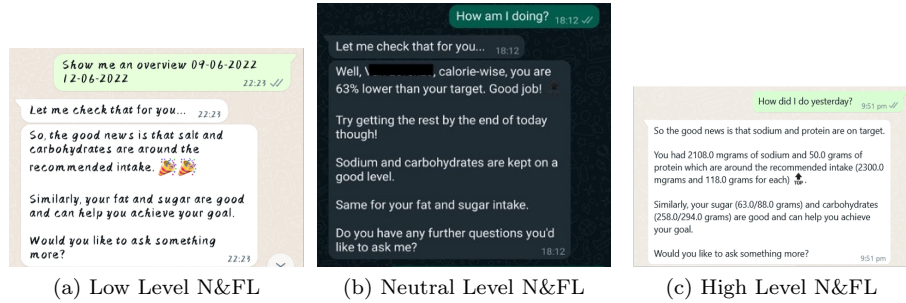 Show me an overview 09-06-2022
12-06-2022
22:23
Let me check that for you... 22:23
So, the good news is that salt and
carbohydrates are around the
recommended intake. 🎉🎉
Similarly, your fat and sugar are good
and can help you achieve your goal.
Would you like to ask something
more?
22:23
(a) Low Level N&FL
How am I doing? 18:12
Let me check that for you... 18:12
Well, V , calorie-wise, you are
63% lower than your target. Good job!
Try getting the rest by the end of today
though!
Sodium and carbohydrates are kept on a
good level.
Same for your fat and sugar intake.
Do you have any further questions you'd
like to ask me?
18:12
(b) Neutral Level N&FL
How did I do yesterday? 9:51 pm
So the good news is that sodium and protein are on target.
You had 2108.0 mgrams of sodium and 50.0 grams of
protein which are around the recommended intake (2300.0
mgrams and 118.0 grams for each) 🔝.
Similarly, your sugar (63.0/88.0 grams) and carbohydrates
(258.0/294.0 grams) are good and can help you achieve
your goal.
Would you like to ask something more?
9:51 pm
(c) High Level N&FL